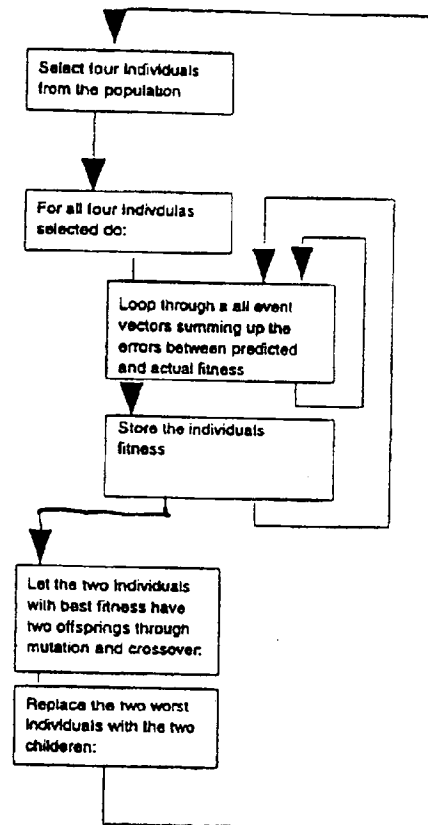 Select four Individuals
from the population
For all four Indivdulas
selected do:
Loop through a all event
vectors summing up the
errors between predicted
and actual fitness
Store the individuals
fitness
Let the two Individuals
with best fitness have
two offsprings through
mutation and crossover:
Replace the two worst
Individuals with the two
childeren: